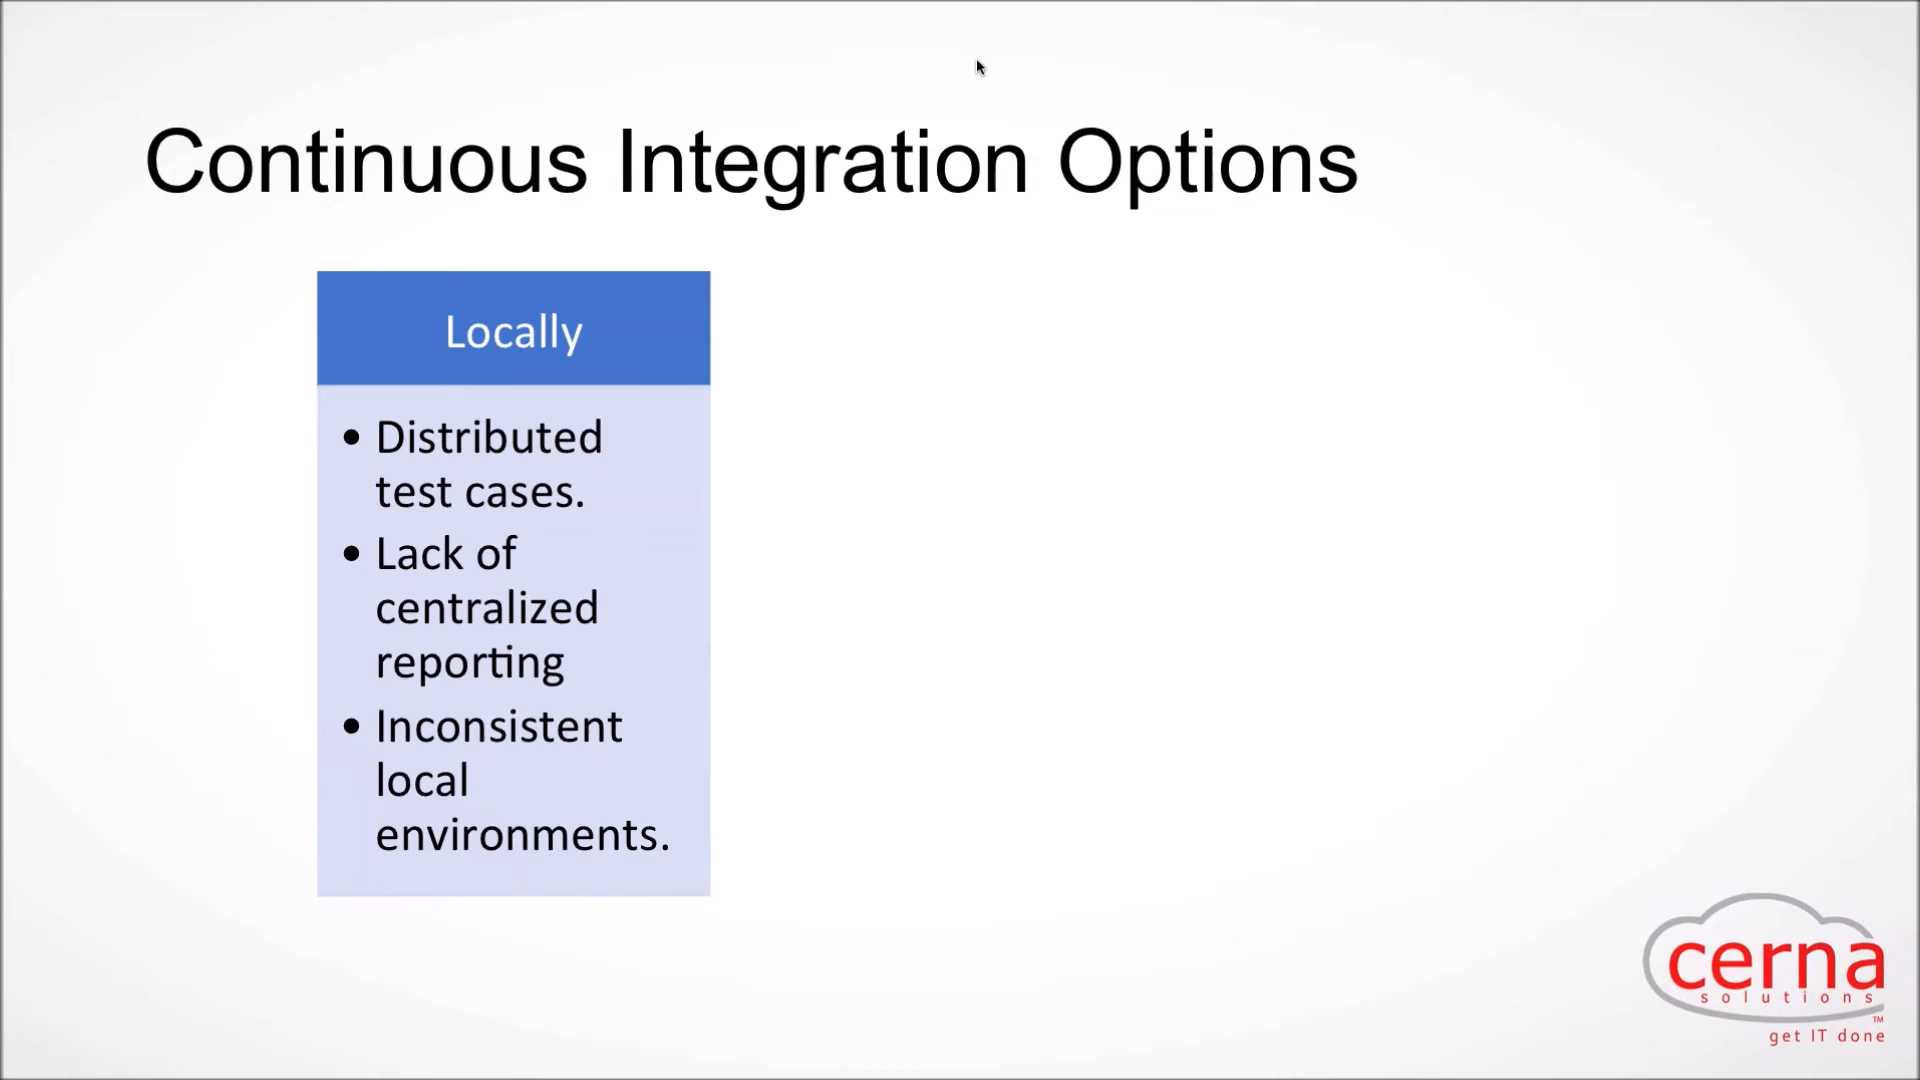 Continuous Integration Options
Locally
• Distributed
test cases.
• Lack of
centralized
reporting
• Inconsistent
local
environments.
cerna
solutions
™
get IT done